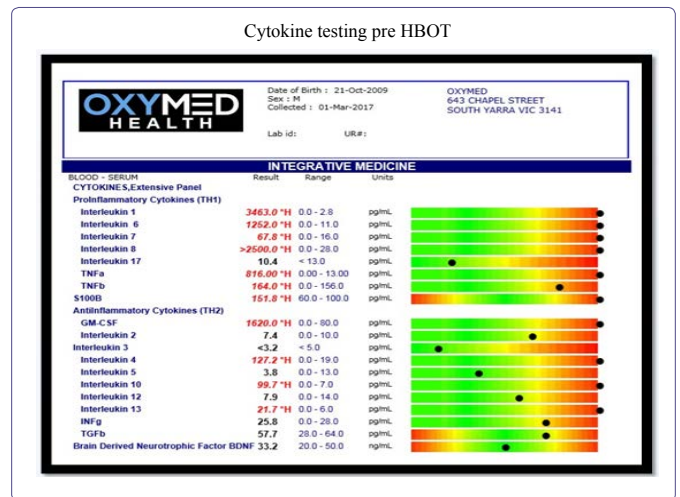 Cytokine testing pre HBOT
OXYMED
HEALTH
Date of Birth : 21-Oct-2009
Sex : M
Collected : 01-Mar-2017
Lab id: UR#:
OXYMED
643 CHAPEL STREET
SOUTH YARRA VIC 3141
INTEGRATIVE MEDICINE
BLOOD - SERUM Result Range Units
CYTOKINES,Extensive Panel
ProInflammatory Cytokines (TH1)
Interleukin 1 3463.0 *H 0.0 - 2.8 pg/mL
Interleukin 6 1252.0 *H 0.0 - 11.0 pg/mL
Interleukin 7 67.8 *H 0.0 - 16.0 pg/mL
Interleukin 8 >2500.0 *H 0.0 - 28.0 pg/mL
Interleukin 17 10.4 < 13.0 pg/mL
TNFa 816.00 *H 0.00 - 13.00 pg/mL
TNFb 164.0 *H 0.0 - 156.0 pg/mL
S100B 151.8 *H 60.0 - 100.0 pg/mL
AntiInflammatory Cytokines (TH2)
GM-CSF 1620.0 *H 0.0 - 80.0 pg/mL
Interleukin 2 7.4 0.0 - 10.0 pg/mL
Interleukin 3 <3.2 < 5.0 pg/mL
Interleukin 4 127.2 *H 0.0 - 19.0 pg/mL
Interleukin 5 3.8 0.0 - 13.0 pg/mL
Interleukin 10 99.7 *H 0.0 - 7.0 pg/mL
Interleukin 12 7.9 0.0 - 14.0 pg/mL
Interleukin 13 21.7 *H 0.0 - 6.0 pg/mL
INFg 25.8 0.0 - 28.0 pg/mL
TGFb 57.7 28.0 - 64.0 pg/mL
Brain Derived Neurotrophic Factor BDNF 33.2 20.0 - 50.0 ng/mL